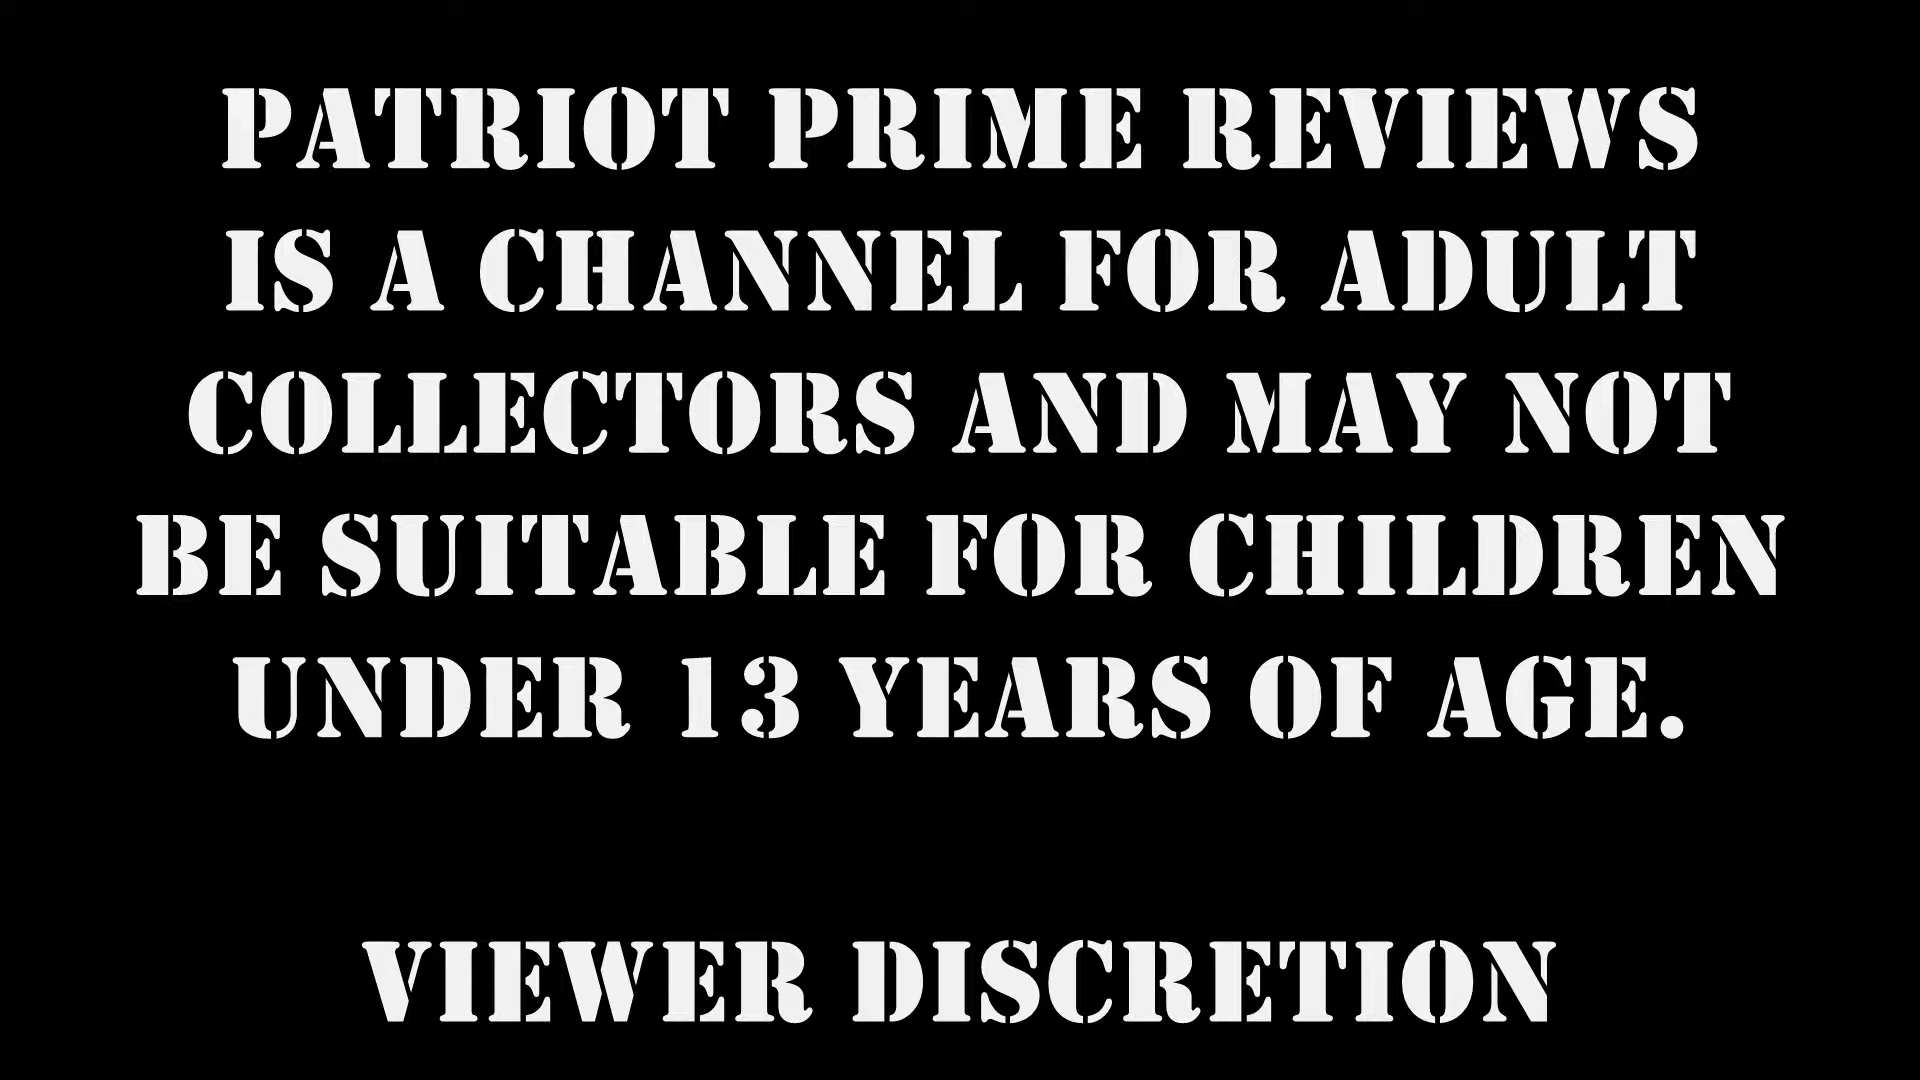 PATRIOT PRIME REVIEWS
IS A CHANNEL FOR ADULT
COLLECTORS AND MAY NOT
BE SUITABLE FOR CHILDREN
UNDER 13 YEARS OF AGE.
VIEWER DISCRETION